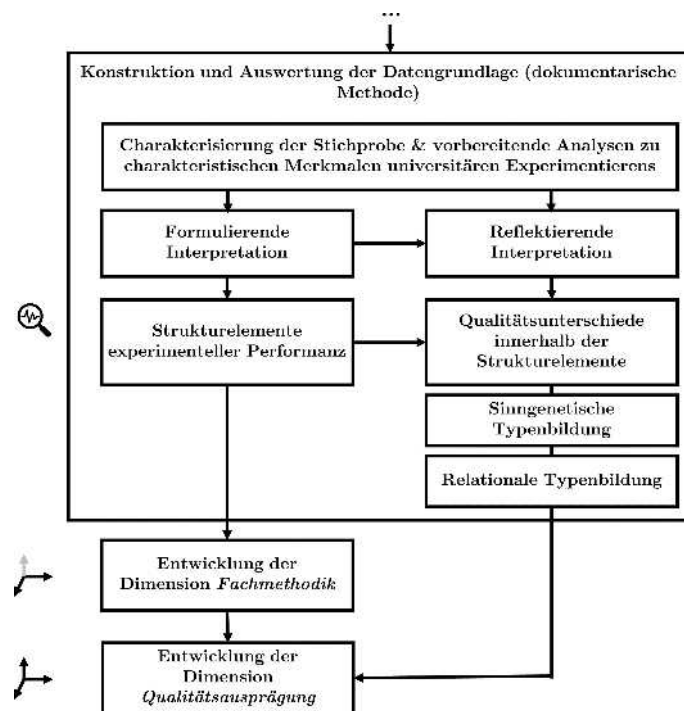 ...
Konstruktion und Auswertung der Datengrundlage (dokumentarische
Methode)
Charakterisierung der Stichprobe & vorbereitende Analysen zu
charakteristischen Merkmalen universitären Experimentierens
Formulierende
Interpretation
Reflektierende
Interpretation
Strukturelemente
experimenteller Performanz
Qualitätsunterschiede
innerhalb der
Strukturelemente
Sinngenetische
Typenbildung
Relationale Typenbildung
Entwicklung der
Dimension Fachmethodik
Entwicklung der
Dimension
Qualitätsausprägung